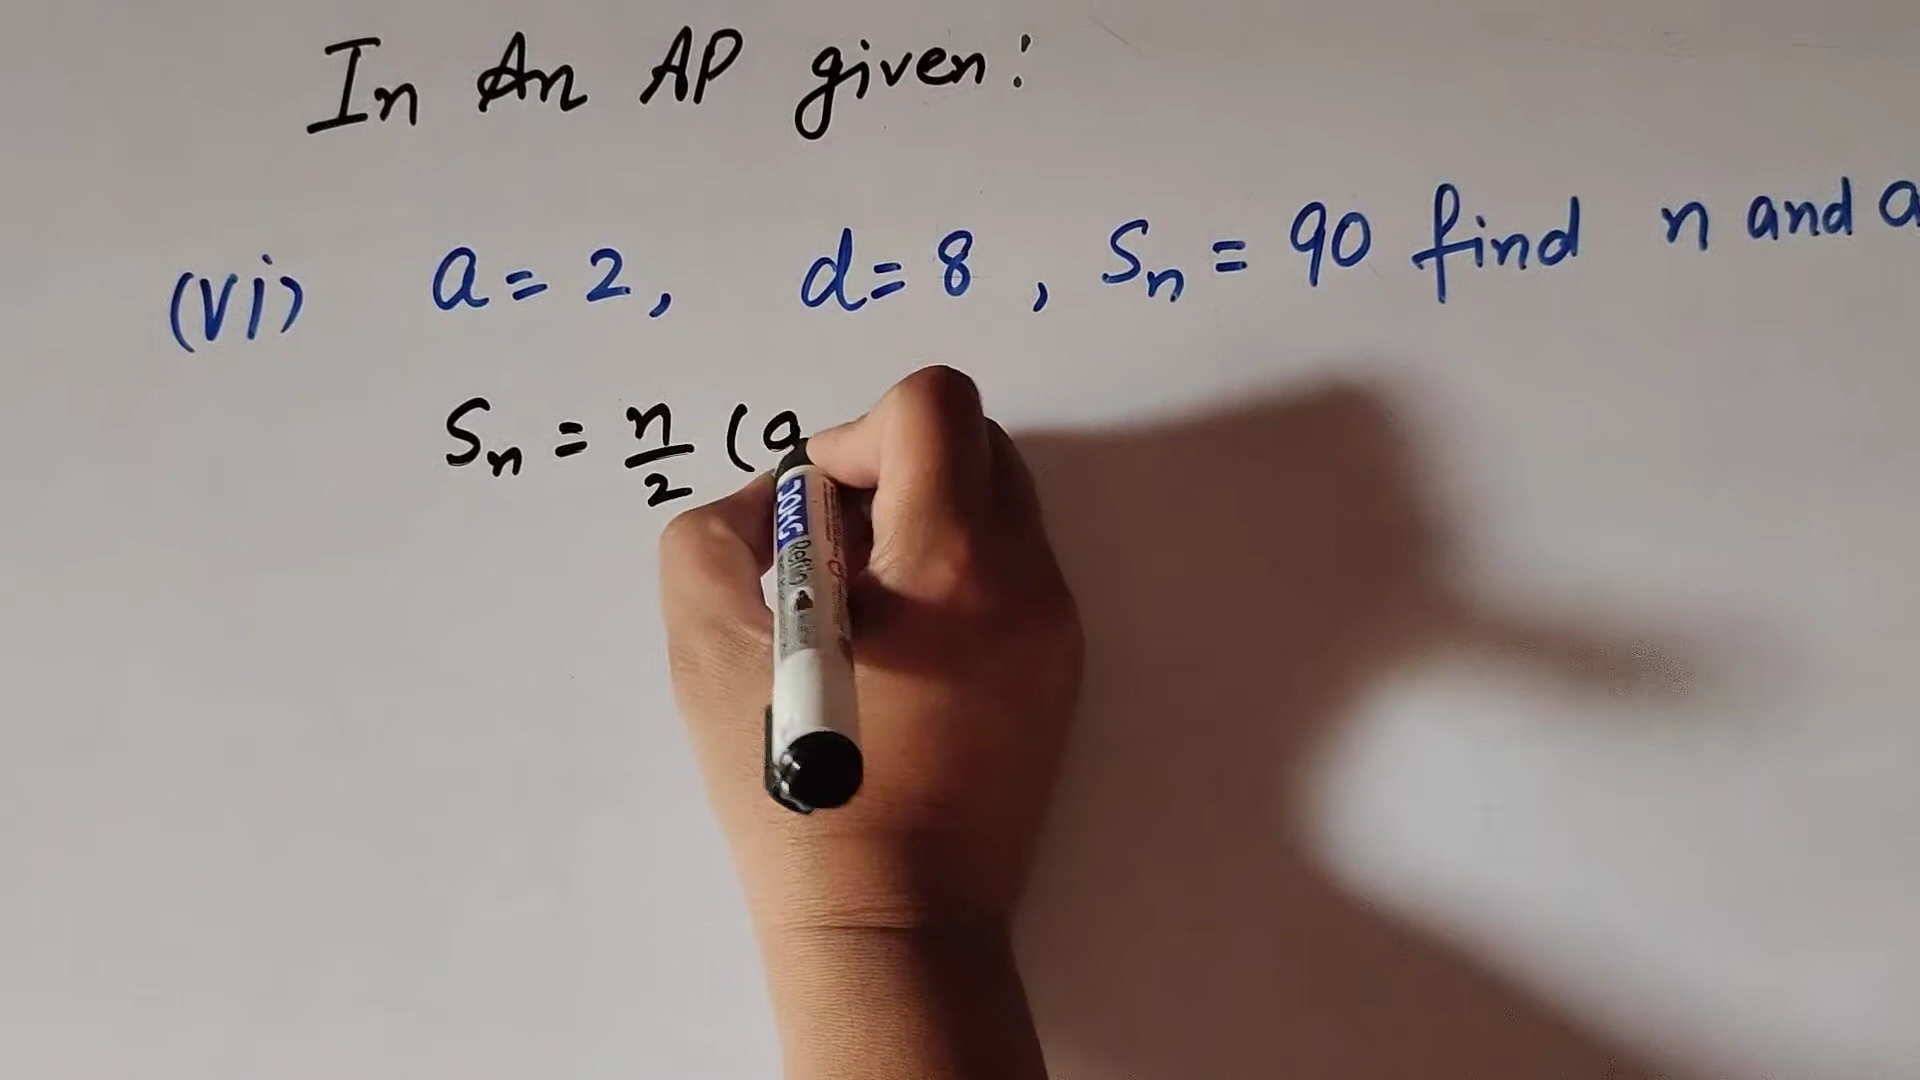 In An AP given:
(vi) a = 2, d = 8, Sn = 90 find n and a
Sn = n/2 (a